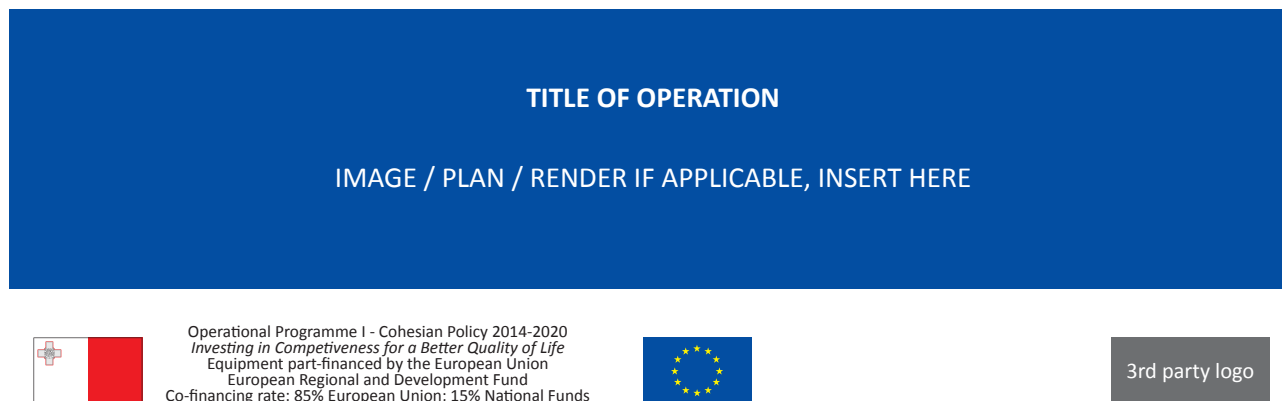 TITLE OF OPERATION
IMAGE / PLAN / RENDER IF APPLICABLE, INSERT HERE
Operational Programme I - Cohesian Policy 2014-2020
Investing in Competiveness for a Better Quality of Life
Equipment part-financed by the European Union
European Regional and Development Fund
Co-financing rate: 85% European Union; 15% National Funds
3rd party logo